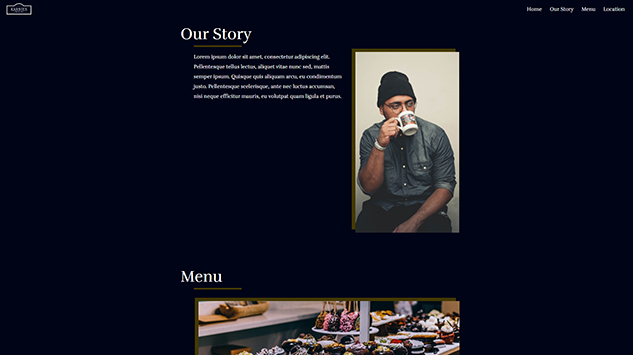 Home
Our Story
Menu
Location
Our Story
Lorem ipsum dolor sit amet, consectetur adipiscing elit.
Pellentesque tellus lectus, aliquet vitae nunc sed, mattis
semper ipsum. Quisque quis aliquam arcu, eu condimentum
justo. Pellentesque scelerisque, ante nec luctus accumsan,
nisi neque efficitur mauris, eu volutpat quam ligula et purus.
Menu